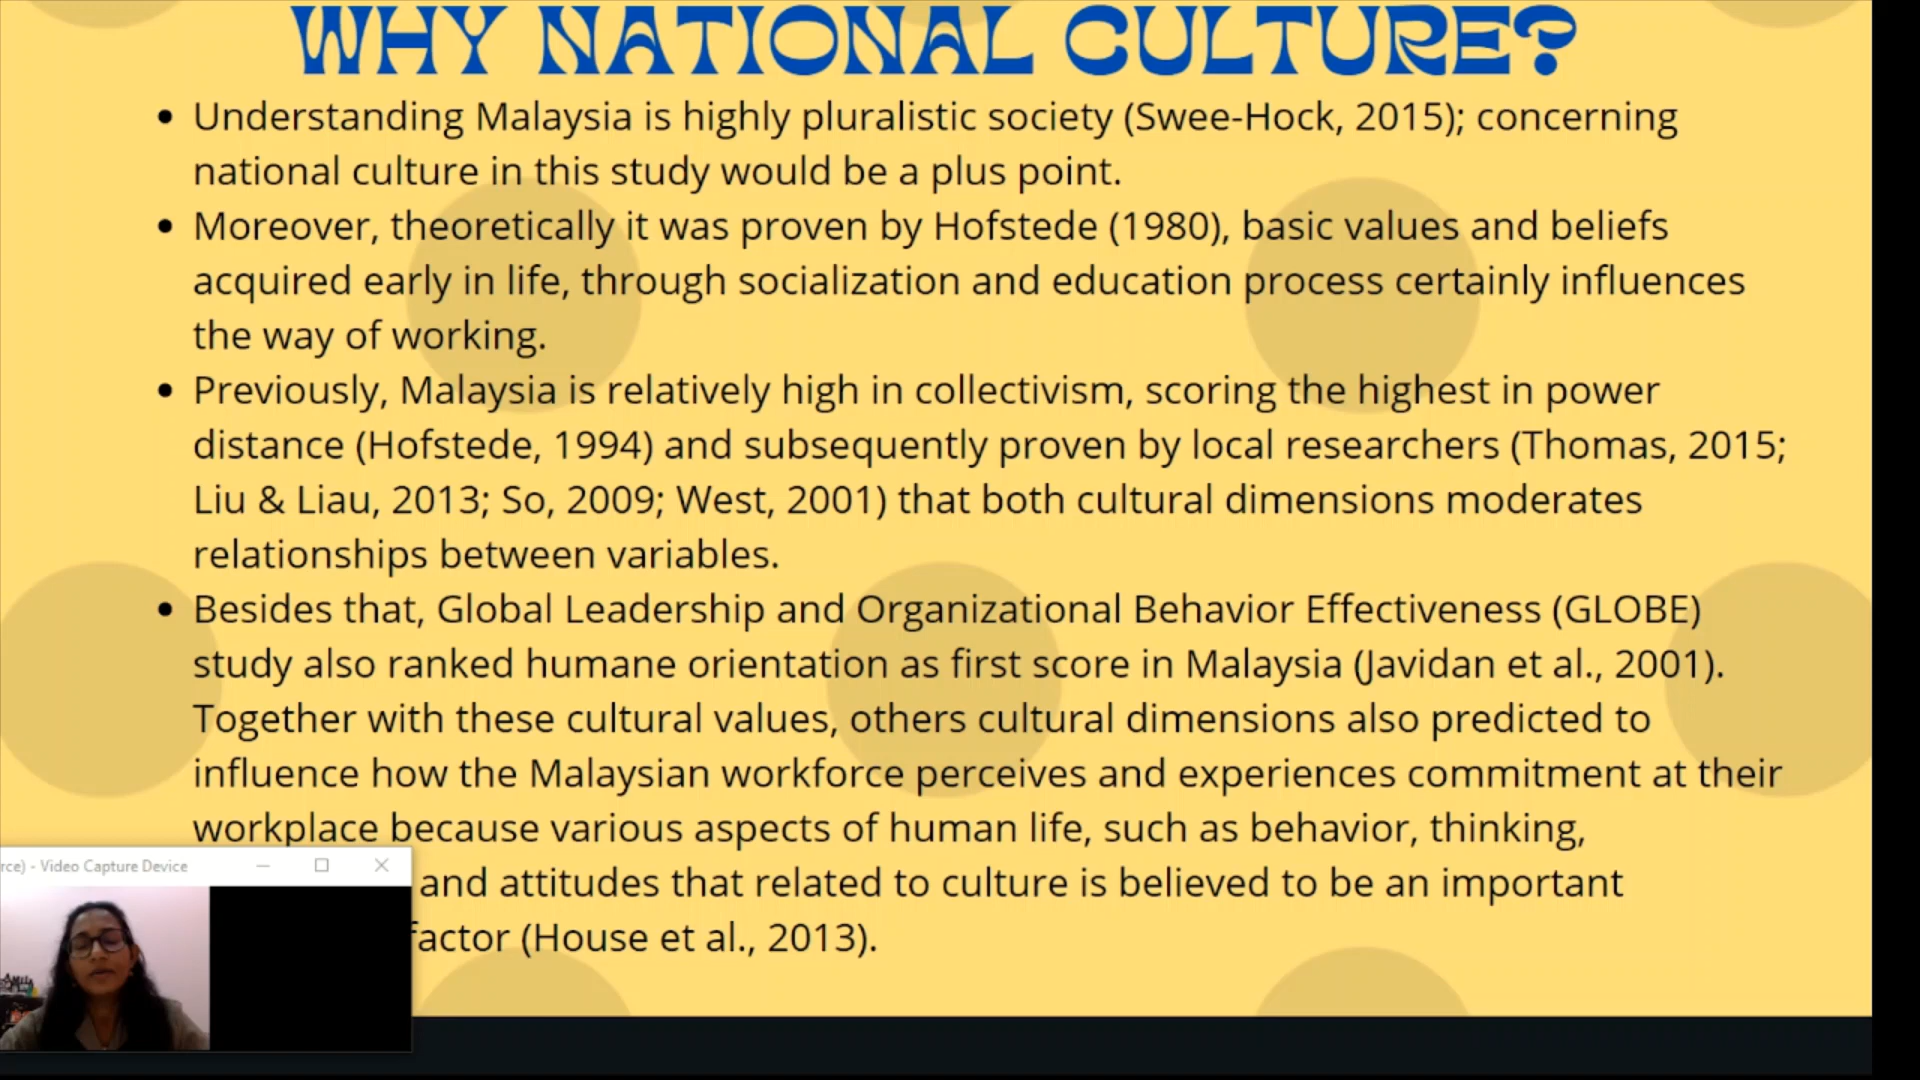 WHY NATIONAL CULTURE?
• Understanding Malaysia is highly pluralistic society (Swee-Hock, 2015); concerning
national culture in this study would be a plus point.
• Moreover, theoretically it was proven by Hofstede (1980), basic values and beliefs
acquired early in life, through socialization and education process certainly influences
the way of working.
• Previously, Malaysia is relatively high in collectivism, scoring the highest in power
distance (Hofstede, 1994) and subsequently proven by local researchers (Thomas, 2015;
Liu & Liau, 2013; So, 2009; West, 2001) that both cultural dimensions moderates
relationships between variables.
• Besides that, Global Leadership and Organizational Behavior Effectiveness (GLOBE)
study also ranked humane orientation as first score in Malaysia (Javidan et al., 2001).
Together with these cultural values, others cultural dimensions also predicted to
influence how the Malaysian workforce perceives and experiences commitment at their
workplace because various aspects of human life, such as behavior, thinking,
and attitudes that related to culture is believed to be an important
factor (House et al., 2013).
rce) - Video Capture Device